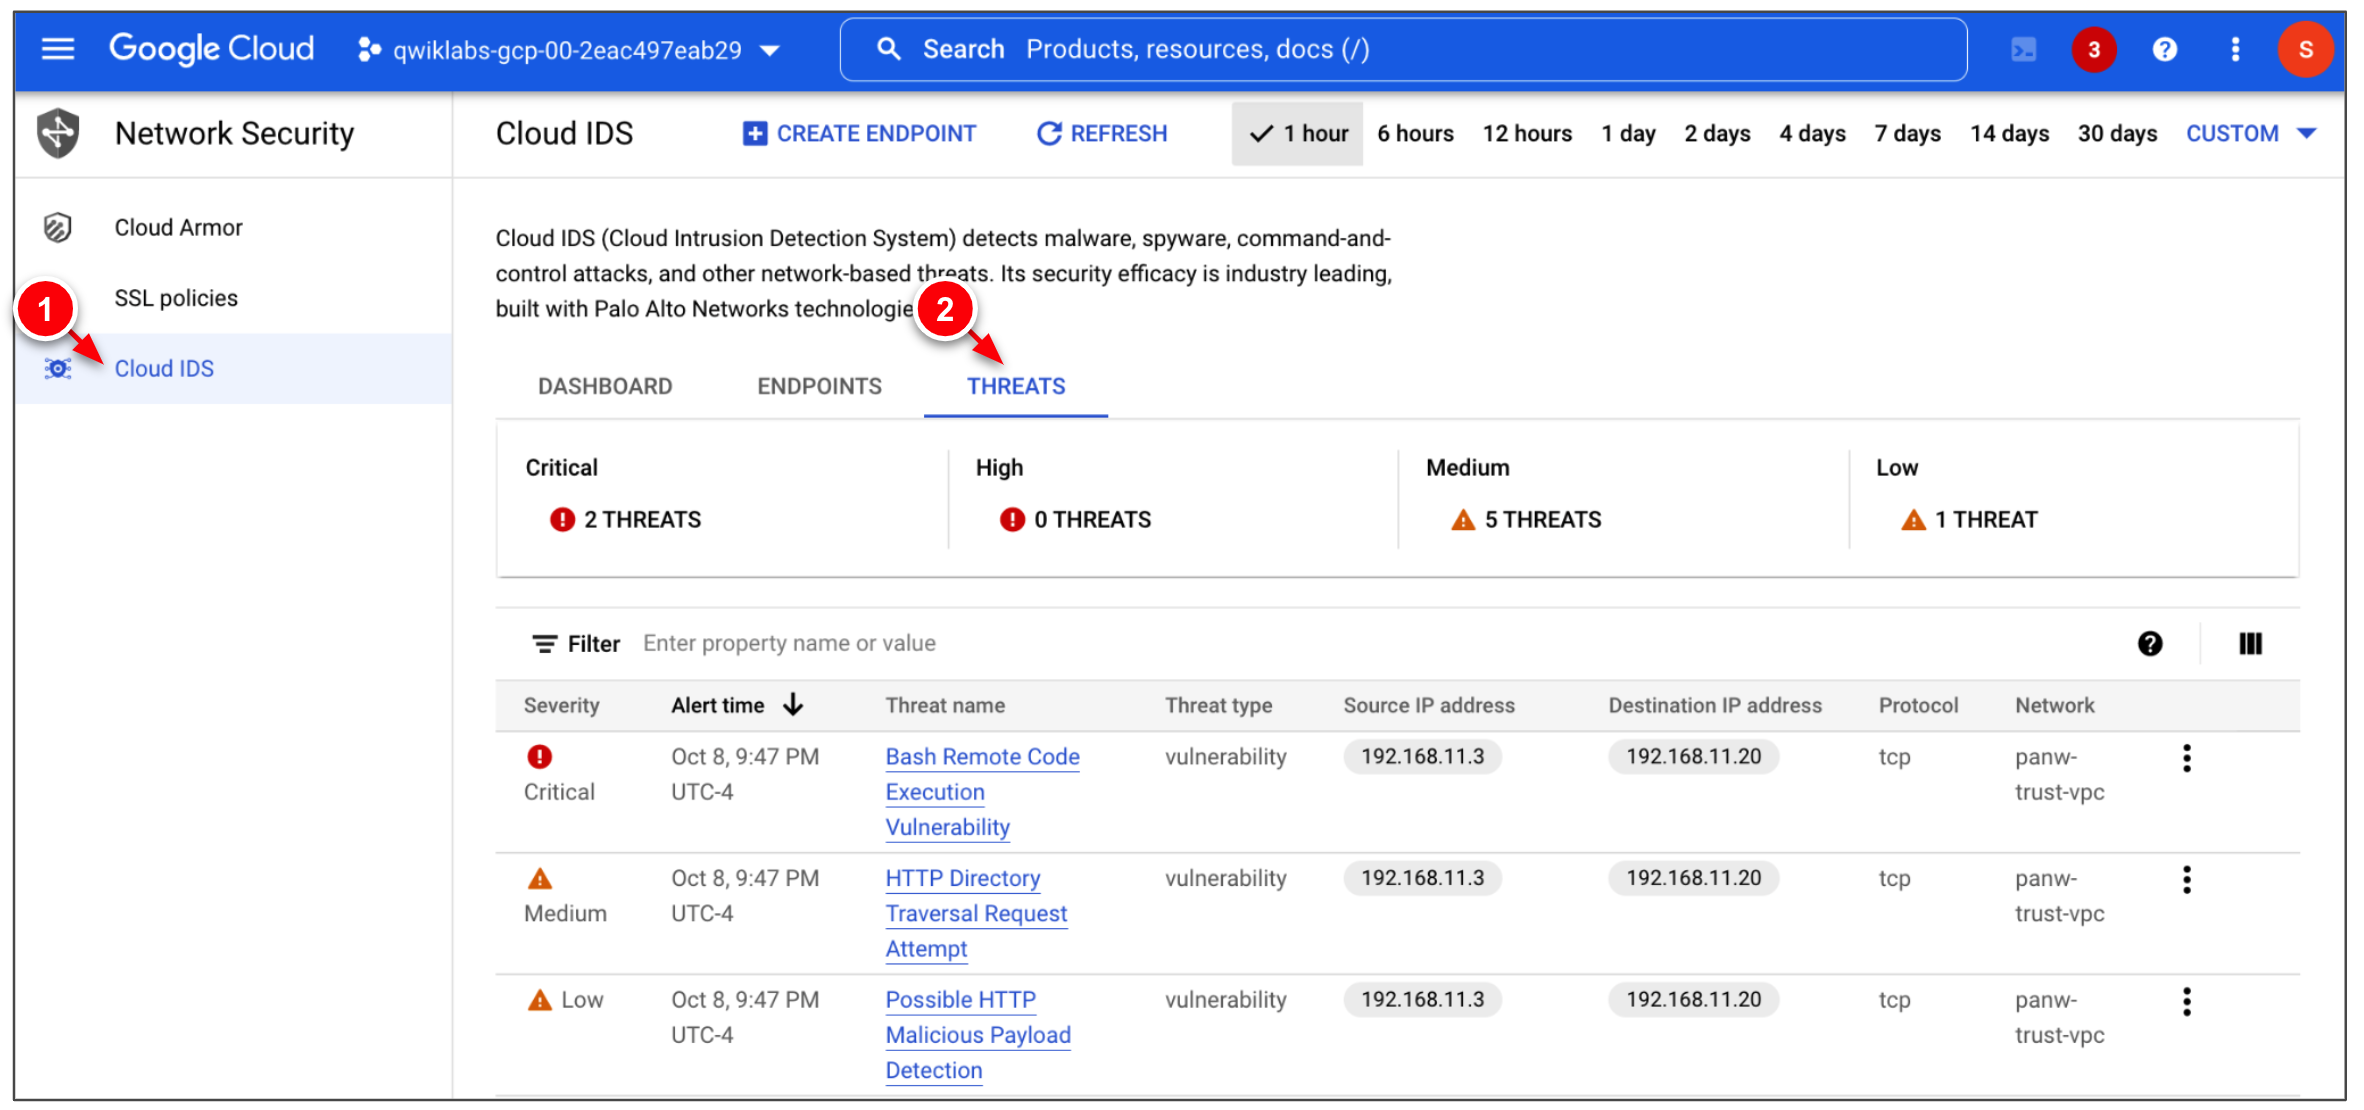 Google Cloud
qwiklabs-gcp-00-2eac497eab29
Search Products, resources, docs (/)
3
S
Network Security
Cloud IDS
CREATE ENDPOINT
REFRESH
1 hour
6 hours
12 hours
1 day
2 days
4 days
7 days
14 days
30 days
CUSTOM
Cloud Armor
SSL policies
1
Cloud IDS
Cloud IDS (Cloud Intrusion Detection System) detects malware, spyware, command-and-
control attacks, and other network-based threats. Its security efficacy is industry leading,
built with Palo Alto Networks technologie
2
DASHBOARD
ENDPOINTS
THREATS
Critical
2 THREATS
High
0 THREATS
Medium
5 THREATS
Low
1 THREAT
Filter Enter property name or value
Severity Alert time Threat name Threat type Source IP address Destination IP address Protocol Network
Critical
Oct 8, 9:47 PM
UTC-4
Bash Remote Code
Execution
Vulnerability
vulnerability
192.168.11.3
192.168.11.20
tcp
panw-
trust-vpc
Medium
Oct 8, 9:47 PM
UTC-4
HTTP Directory
Traversal Request
Attempt
vulnerability
192.168.11.3
192.168.11.20
tcp
panw-
trust-vpc
Low
Oct 8, 9:47 PM
UTC-4
Possible HTTP
Malicious Payload
Detection
vulnerability
192.168.11.3
192.168.11.20
tcp
panw-
trust-vpc